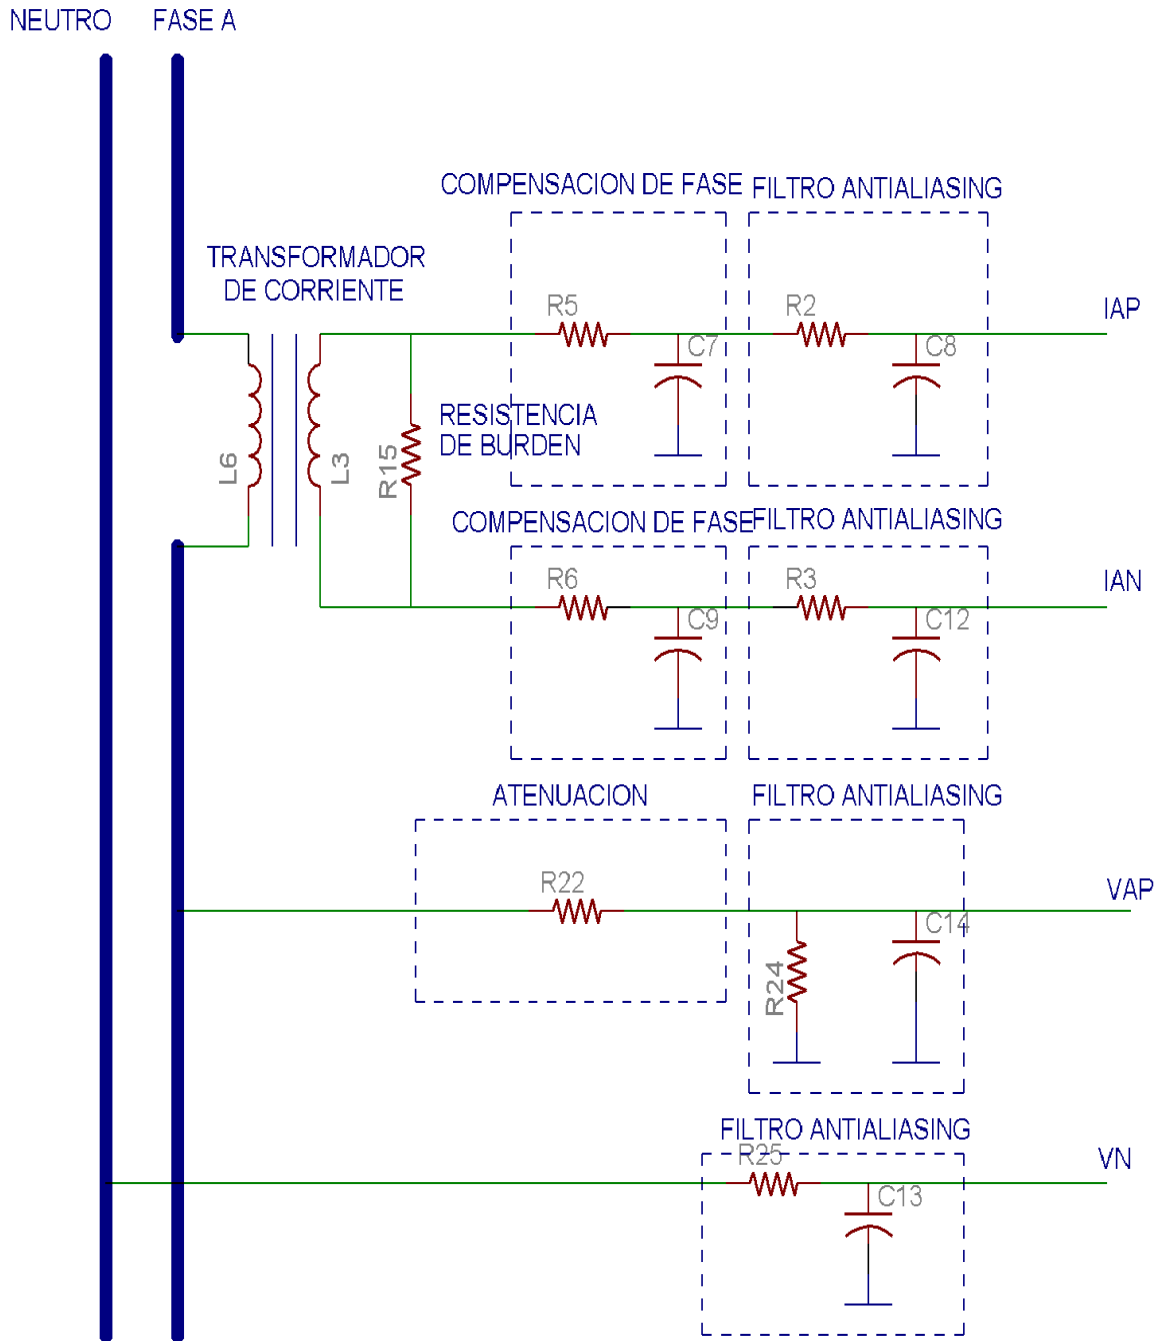 NEUTRO FASE A
COMPENSACION DE FASE FILTRO ANTIALIASING
TRANSFORMADOR
DE CORRIENTE
R5 R2 IAP
C7 C8
RESISTENCIA
DE BURDEN
L6 L3 R15
COMPENSACION DE FASE FILTRO ANTIALIASING
R6 R3 IAN
C9 C12
ATENUACION FILTRO ANTIALIASING
R22 VAP
C14
R24
FILTRO ANTIALIASING
R25 VN
C13